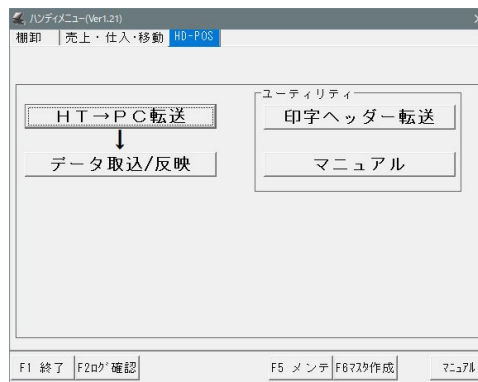 ハンディメニュー(Ver1.21)
棚卸 売上・仕入・移動 HD-POS
ユーティリティ
HT→PC転送 印字ヘッダー転送
↓
データ取込/反映 マニュアル
F1 終了 F2ﾛｸﾞ確認 F5 メンテ F6ﾏｽﾀ作成 ﾏﾆｭｱﾙ